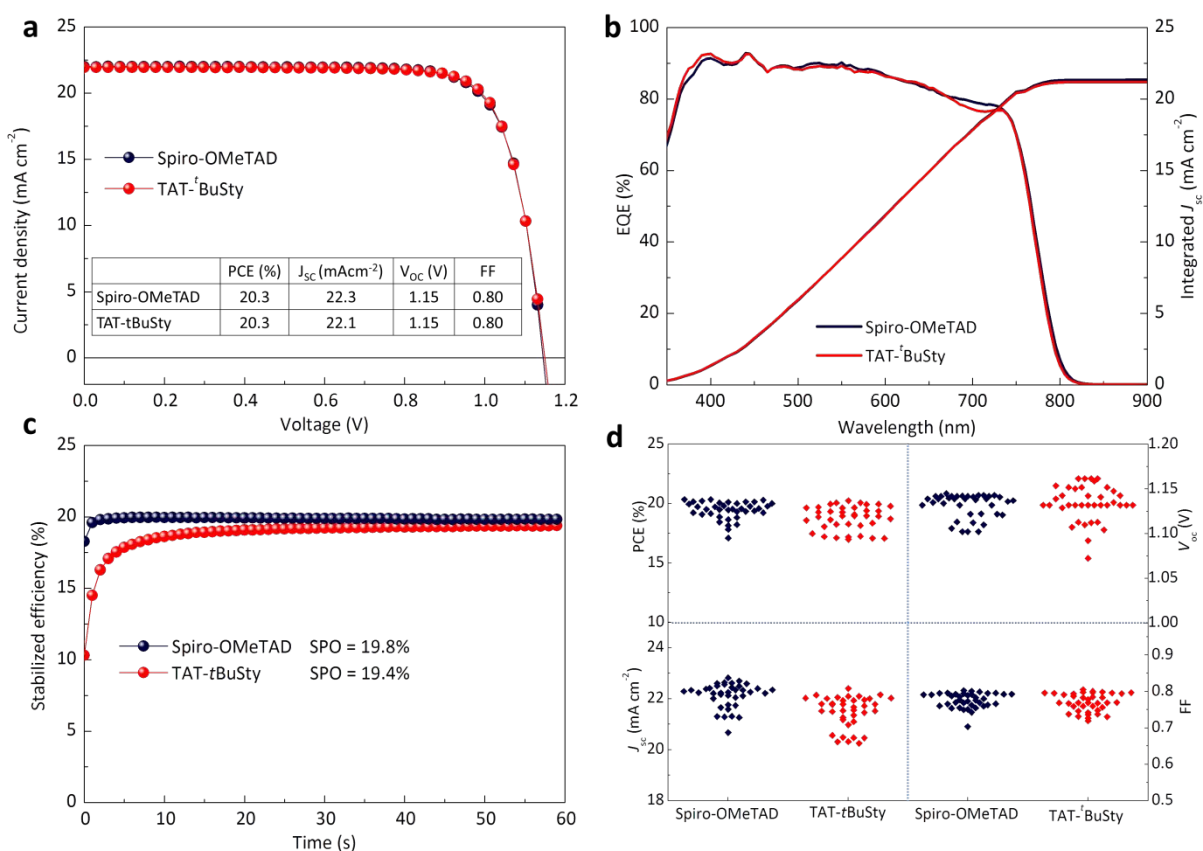 a
Current density (mA cm⁻²)
25
20
15
10
5
0
Spiro-OMeTAD
TAT-ᵗBuSty
PCE (%) J_SC (mAcm⁻²) V_OC (V) FF
Spiro-OMeTAD 20.3 22.3 1.15 0.80
TAT-tBuSty 20.3 22.1 1.15 0.80
0.0 0.2 0.4 0.6 0.8 1.0 1.2
Voltage (V)
b
EQE (%)
100
80
60
40
20
0
Spiro-OMeTAD
TAT-ᵗBuSty
25
20
15
10
5
0
Integrated J_sc (mA cm⁻²)
400 500 600 700 800 900
Wavelength (nm)
c
Stabilized efficiency (%)
25
20
15
10
5
0
Spiro-OMeTAD SPO = 19.8%
TAT-tBuSty SPO = 19.4%
0 10 20 30 40 50 60
Time (s)
d
PCE (%)
25
20
15
10
1.20
1.15
1.10
1.05
1.00
V_oc (V)
J_sc (mA cm⁻²)
24
22
20
18
0.9
0.8
0.7
0.6
0.5
FF
Spiro-OMeTAD TAT-tBuSty Spiro-OMeTAD TAT-ᵗBuSty